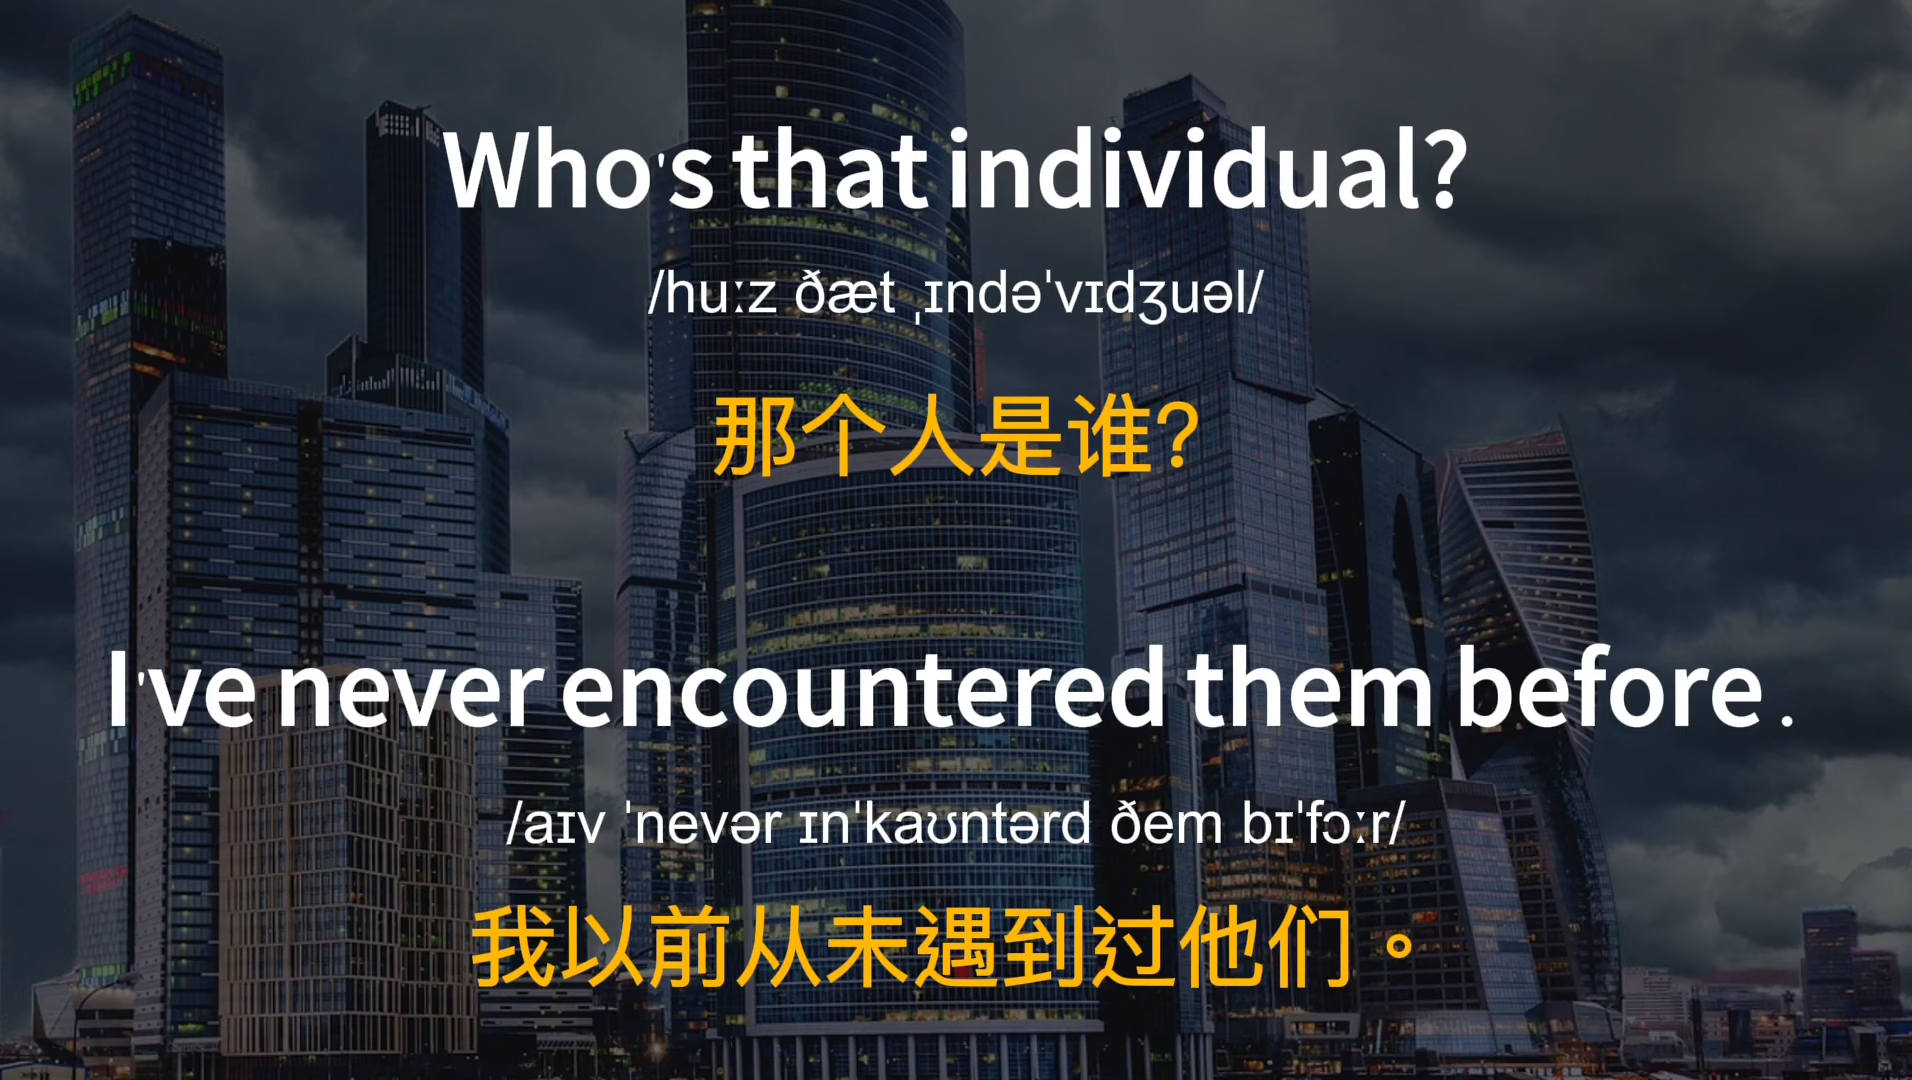 Who's that individual?
/huːz ðæt ˌɪndəˈvɪdʒuəl/
那个人是谁?
I've never encountered them before.
/aɪv ˈnevər ɪnˈkaʊntərd ðem bɪˈfɔːr/
我以前从未遇到过他们。